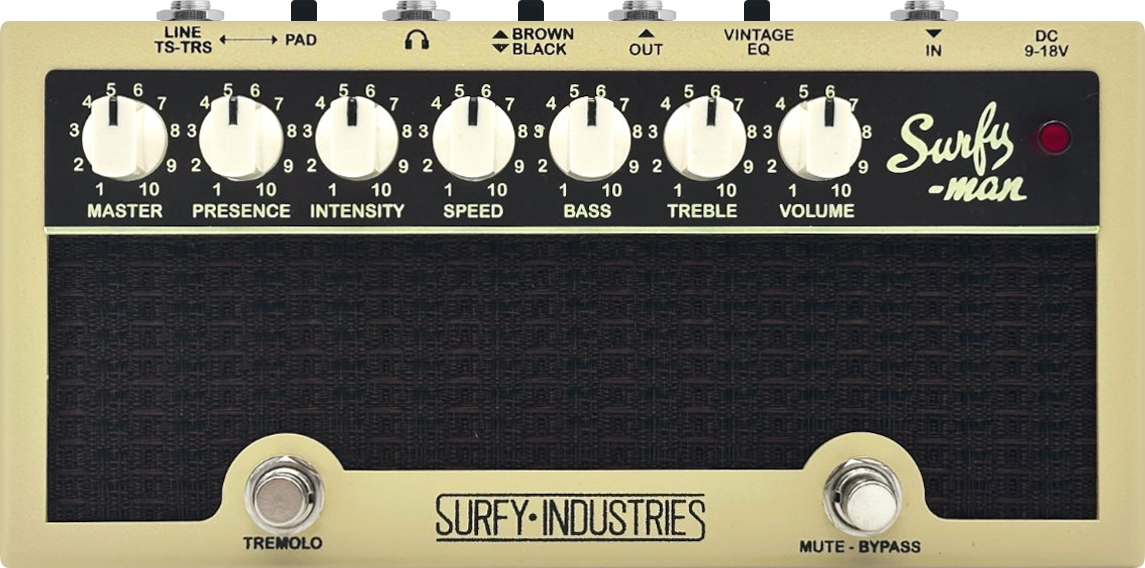 LINE
TS-TRS
PAD
BROWN
BLACK
OUT
VINTAGE
EQ
IN
DC
9-18V
1 2 3 4 5 6 7 8 9 10
1 2 3 4 5 6 7 8 9 10
1 2 3 4 5 6 7 8 9 10
1 2 3 4 5 6 7 8 9 10
1 2 3 4 5 6 7 8 9 10
1 2 3 4 5 6 7 8 9 10
1 2 3 4 5 6 7 8 9 10
MASTER PRESENCE INTENSITY SPEED BASS TREBLE VOLUME
Surfy
-man
SURFY·INDUSTRIES
TREMOLO
MUTE - BYPASS